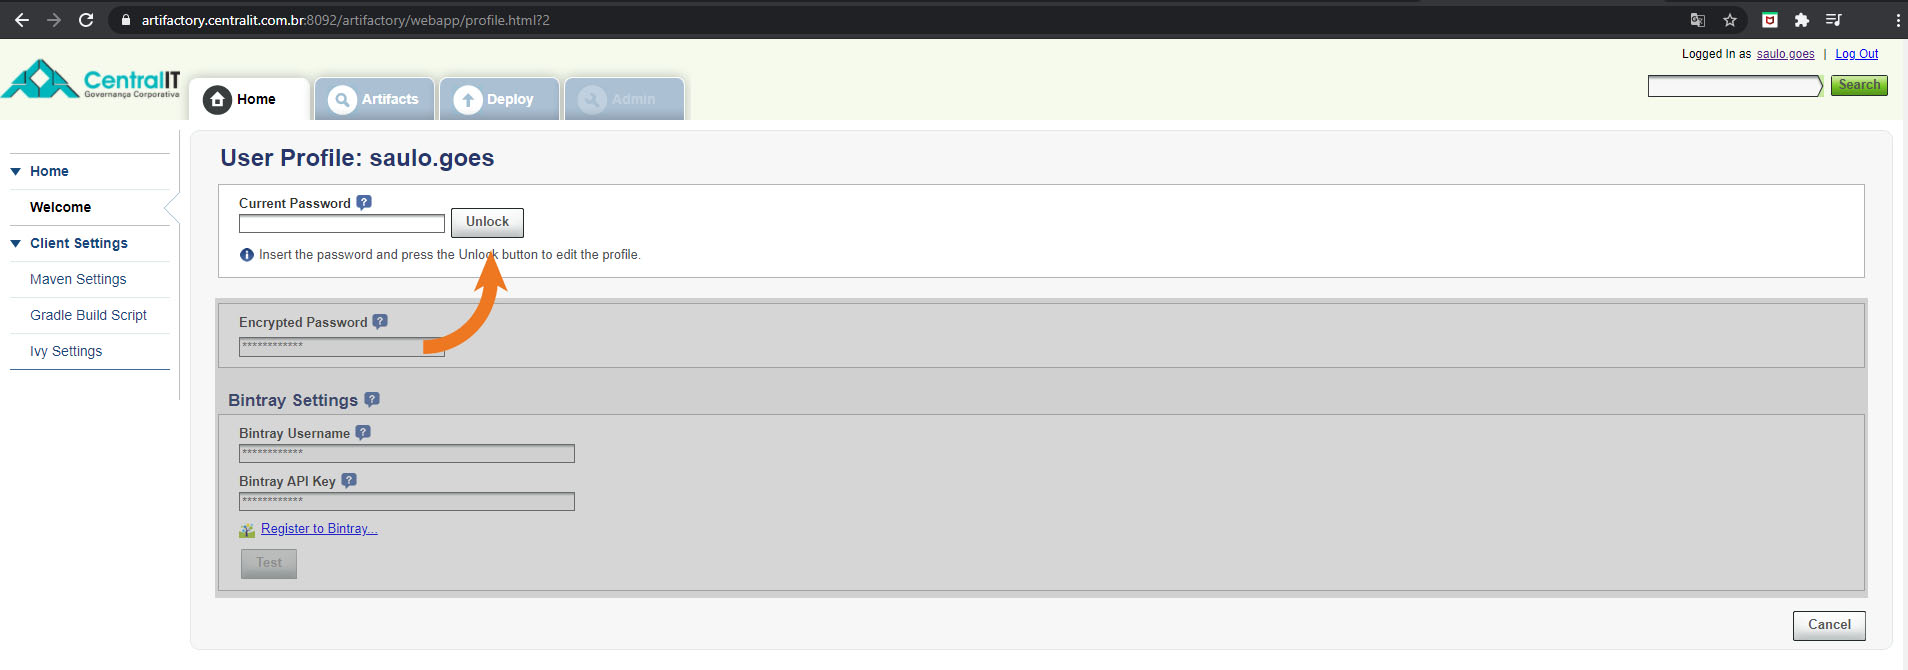 artifactory.centralit.com.br:8092/artifactory/webapp/profile.html?2
Logged In as saulo.goes | Log Out
CentralIT
Governança Corporativa
Home
Artifacts
Deploy
Admin
Search
Home
Welcome
Client Settings
Maven Settings
Gradle Build Script
Ivy Settings
User Profile: saulo.goes
Current Password ?
Unlock
Insert the password and press the Unlock button to edit the profile.
Encrypted Password ?
************
Bintray Settings ?
Bintray Username ?
************
Bintray API Key ?
************
Register to Bintray...
Test
Cancel